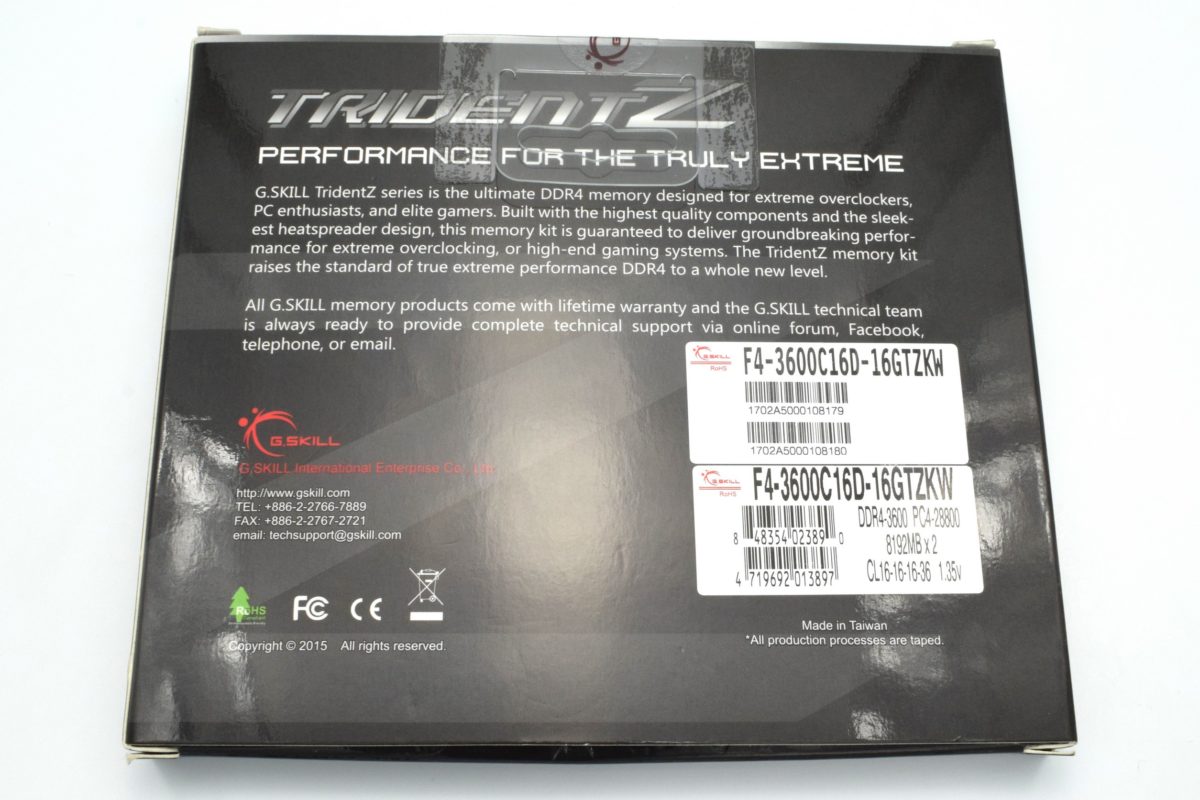 TRIDENTZ
PERFORMANCE FOR THE TRULY EXTREME
G.SKILL TridentZ series is the ultimate DDR4 memory designed for extreme overclockers,
PC enthusiasts, and elite gamers. Built with the highest quality components and the sleek-
est heatspreader design, this memory kit is guaranteed to deliver groundbreaking perfor-
mance for extreme overclocking, or high-end gaming systems. The TridentZ memory kit
raises the standard of true extreme performance DDR4 to a whole new level.
All G.SKILL memory products come with lifetime warranty and the G.SKILL technical team
is always ready to provide complete technical support via online forum, Facebook,
telephone, or email.
G.SKILL
RoHS
F4-3600C16D-16GTZKW
1702A5000108179
1702A5000108180
G.SKILL
RoHS
F4-3600C16D-16GTZKW
DDR4-3600 PC4-28800
8192MB x 2
CL16-16-16-36 1.35v
8 48354 02389 0
4 719692 013897
G.SKILL
G.SKILL International Enterprise Co., Ltd.
http://www.gskill.com
TEL: +886-2-2766-7889
FAX: +886-2-2767-2721
email: techsupport@gskill.com
RoHS
FC CE
Copyright © 2015 All rights reserved.
Made in Taiwan
*All production processes are taped.